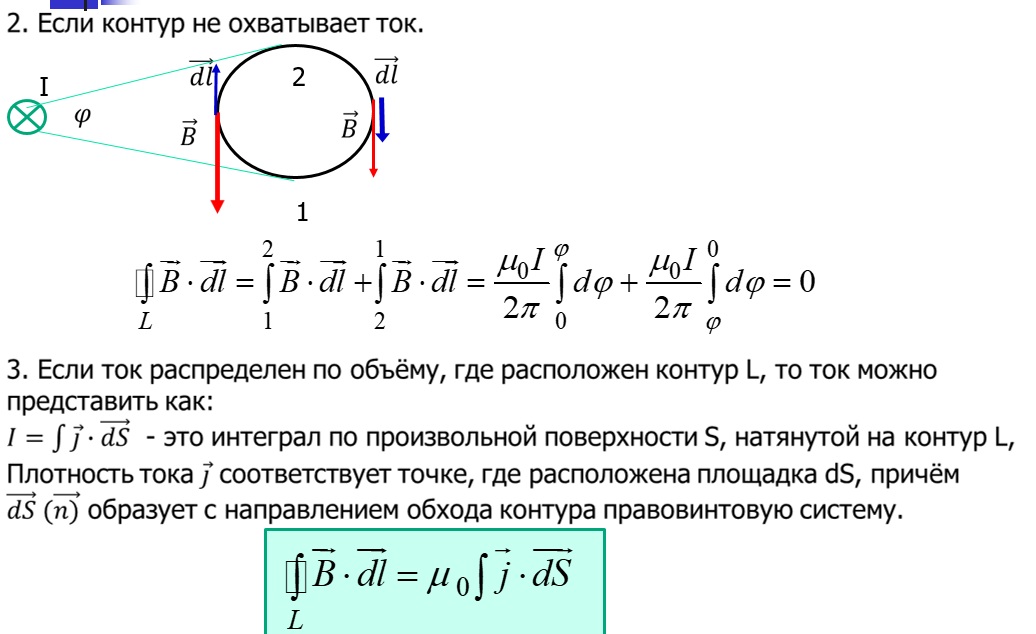 2. Если контур не охватывает ток.
I
φ
dl⃗
2
dl⃗
B⃗
B⃗
1
∮_L B⃗ · dl⃗ = ∫_1^2 B⃗ · dl⃗ + ∫_2^1 B⃗ · dl⃗ = μ₀I/2π ∫_0^φ dφ + μ₀I/2π ∫_φ^0 dφ = 0
3. Если ток распределен по объёму, где расположен контур L, то ток можно
представить как:
I = ∫ j⃗ · dS⃗ - это интеграл по произвольной поверхности S, натянутой на контур L,
Плотность тока j⃗ соответствует точке, где расположена площадка dS, причём
dS⃗ (n⃗) образует с направлением обхода контура правовинтовую систему.
∮_L B⃗ · dl⃗ = μ₀ ∫ j⃗ · dS⃗